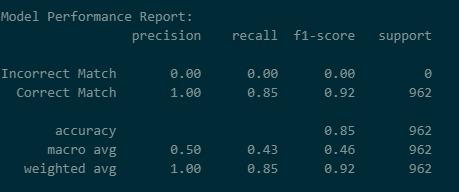 Model Performance Report:
precision recall f1-score support
Incorrect Match 0.00 0.00 0.00 0
Correct Match 1.00 0.85 0.92 962
accuracy 0.85 962
macro avg 0.50 0.43 0.46 962
weighted avg 1.00 0.85 0.92 962